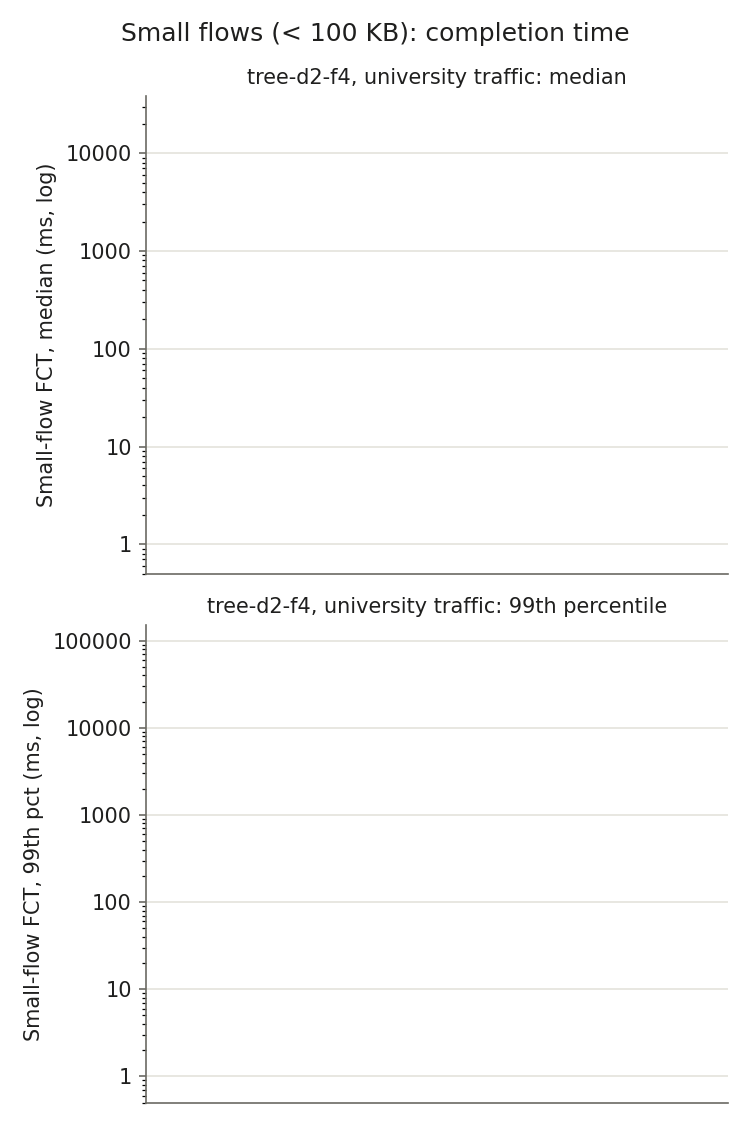 Small flows (< 100 KB): completion time
tree-d2-f4, university traffic: median
Small-flow FCT, median (ms, log)
10000
1000
100
10
1
tree-d2-f4, university traffic: 99th percentile
Small-flow FCT, 99th pct (ms, log)
100000
10000
1000
100
10
1